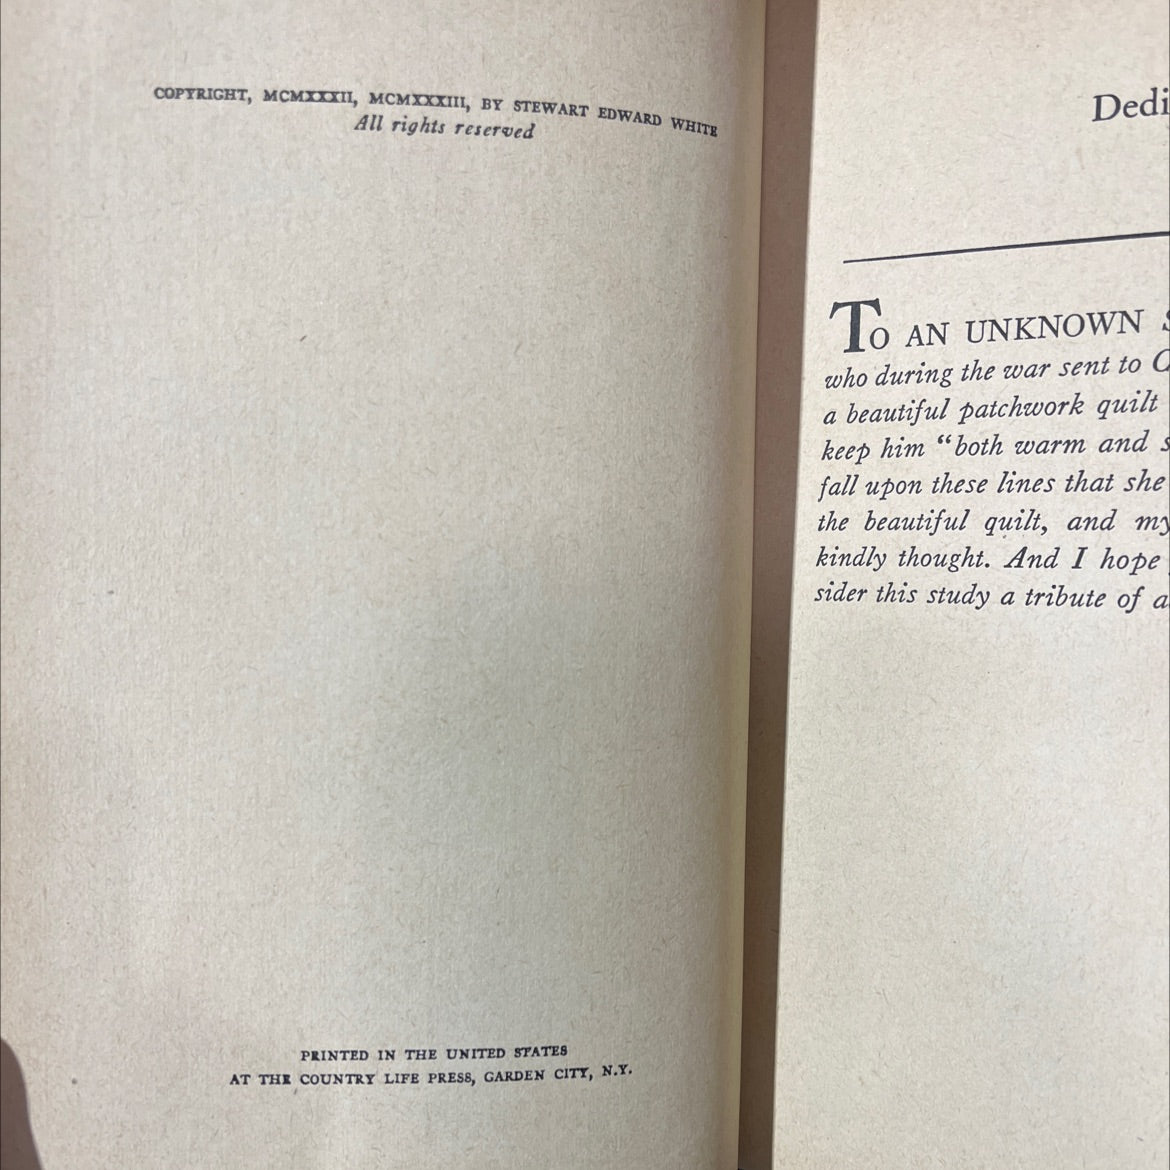 COPYRIGHT, MCMXXXII, MCMXXXIII, BY STEWART EDWARD WHITE
All rights reserved
PRINTED IN THE UNITED STATES
AT THE COUNTRY LIFE PRESS, GARDEN CITY, N.Y.
Dedi
TO AN UNKNOWN
who during the war sent to
a beautiful patchwork quilt
keep him “both warm and
fall upon these lines that she
the beautiful quilt, and my
kindly thought. And I hope
sider this study a tribute of